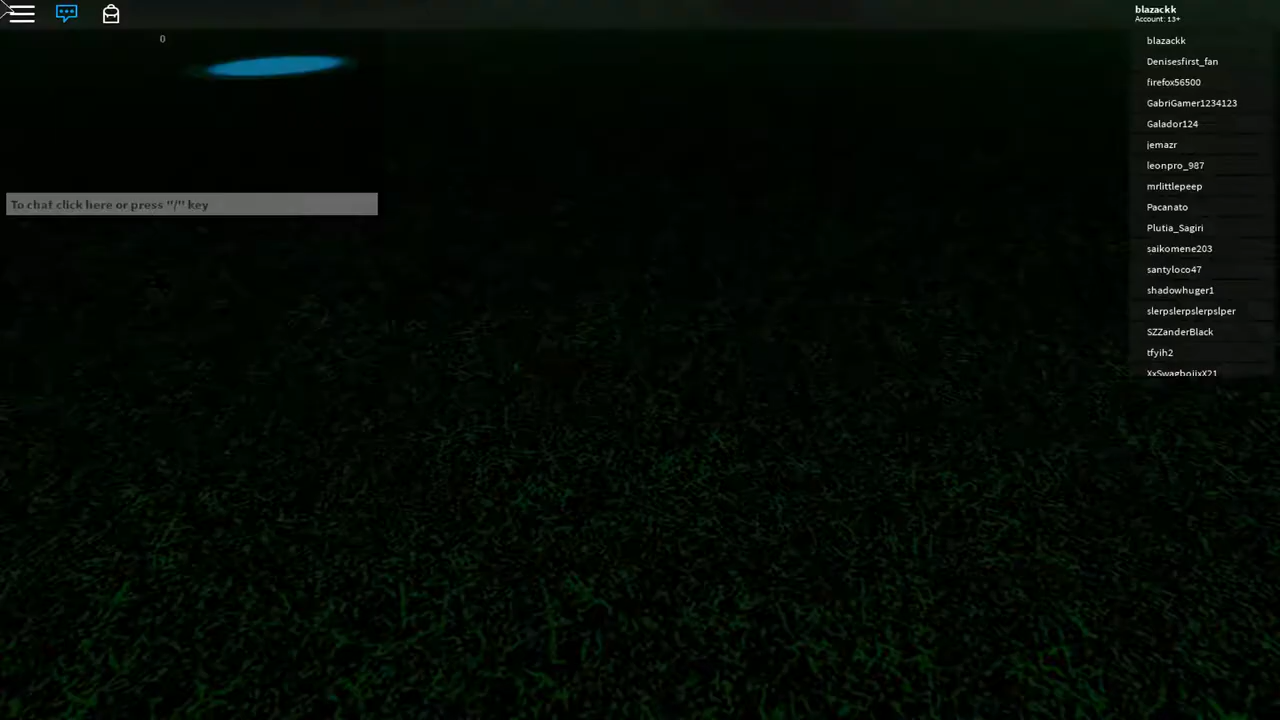 blazackk
Account: 13+
0
To chat click here or press "/" key
blazackk
Denisesfirst_fan
firefox56500
GabriGamer1234123
Galador124
jemazr
leonpro_987
mrlittlepeep
Pacanato
Plutia_Sagiri
saikomene203
santyloco47
shadowhuger1
slerpslerpslerpslper
SZZanderBlack
tfyih2
XxSwagboiixX21